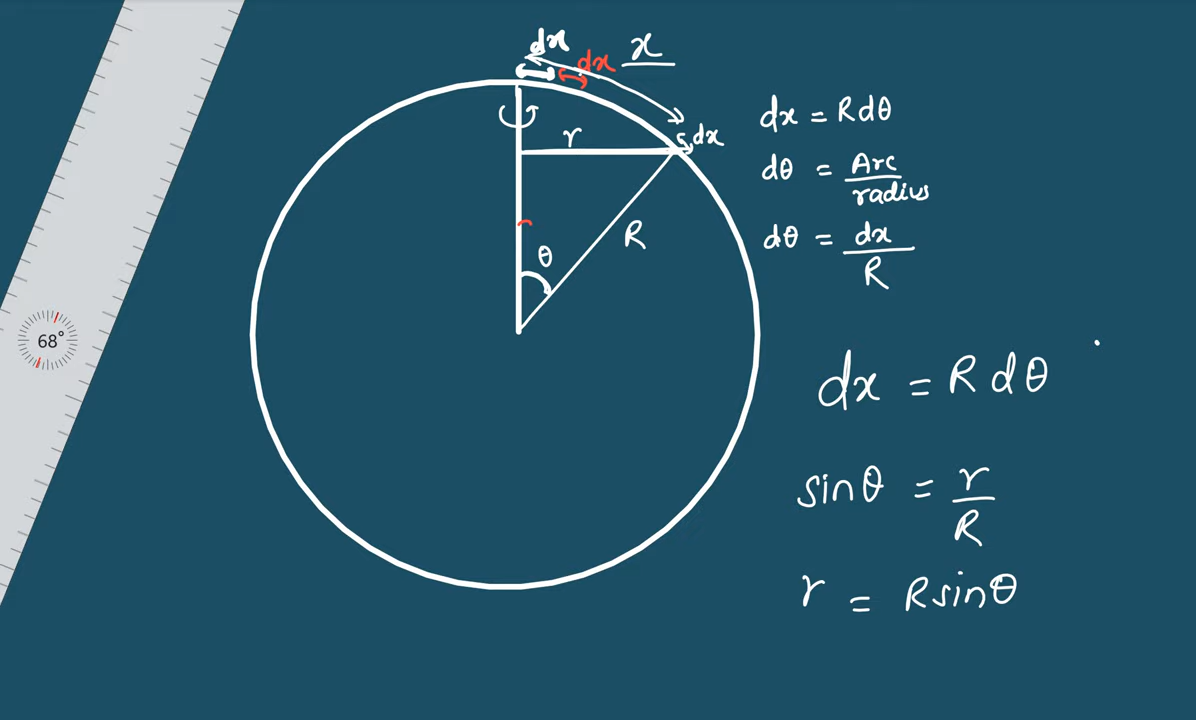 dx
dx x
dx
r
R
θ
68°
dx = Rdθ
dθ = Arc
radius
dθ = dx
R
dx = R dθ
sinθ = r
R
r = Rsinθ